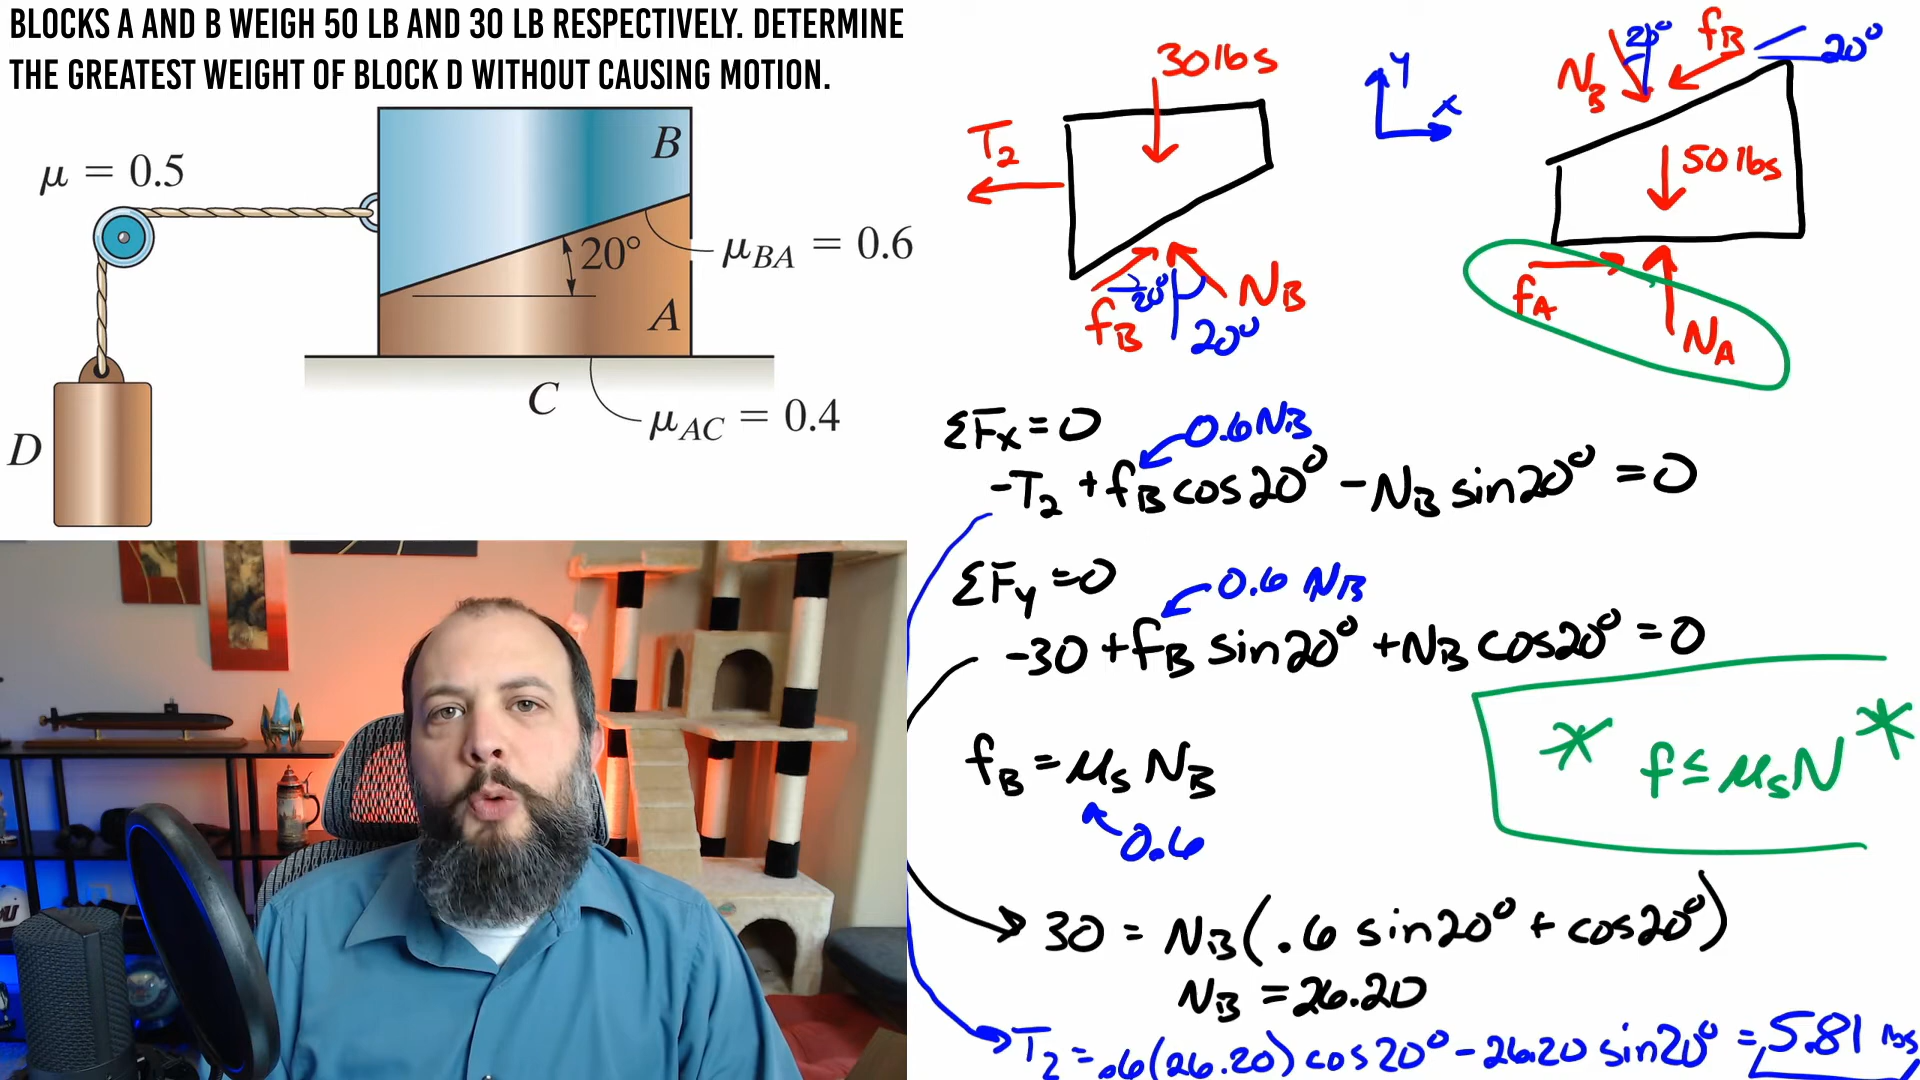 BLOCKS A AND B WEIGH 50 LB AND 30 LB RESPECTIVELY. DETERMINE
THE GREATEST WEIGHT OF BLOCK D WITHOUT CAUSING MOTION.
μ = 0.5
B
20°
μBA = 0.6
A
C
μAC = 0.4
D
30lbs
T2
fB
20°
NB
20°
y
x
NB
20°
fB
20°
50lbs
fA
NA
ΣFx=0
0.6NB
-T2 +fB cos20° -NB sin20° =0
ΣFy=0
0.6 NB
-30 +fB sin20° +NB cos20° =0
fB =μs NB
0.6
* f≤μsN *
30 = NB(.6 sin20° + cos20°)
NB =26.20
T2 = .6(26.20) cos20° -26.20 sin20° = 5.81 lbs